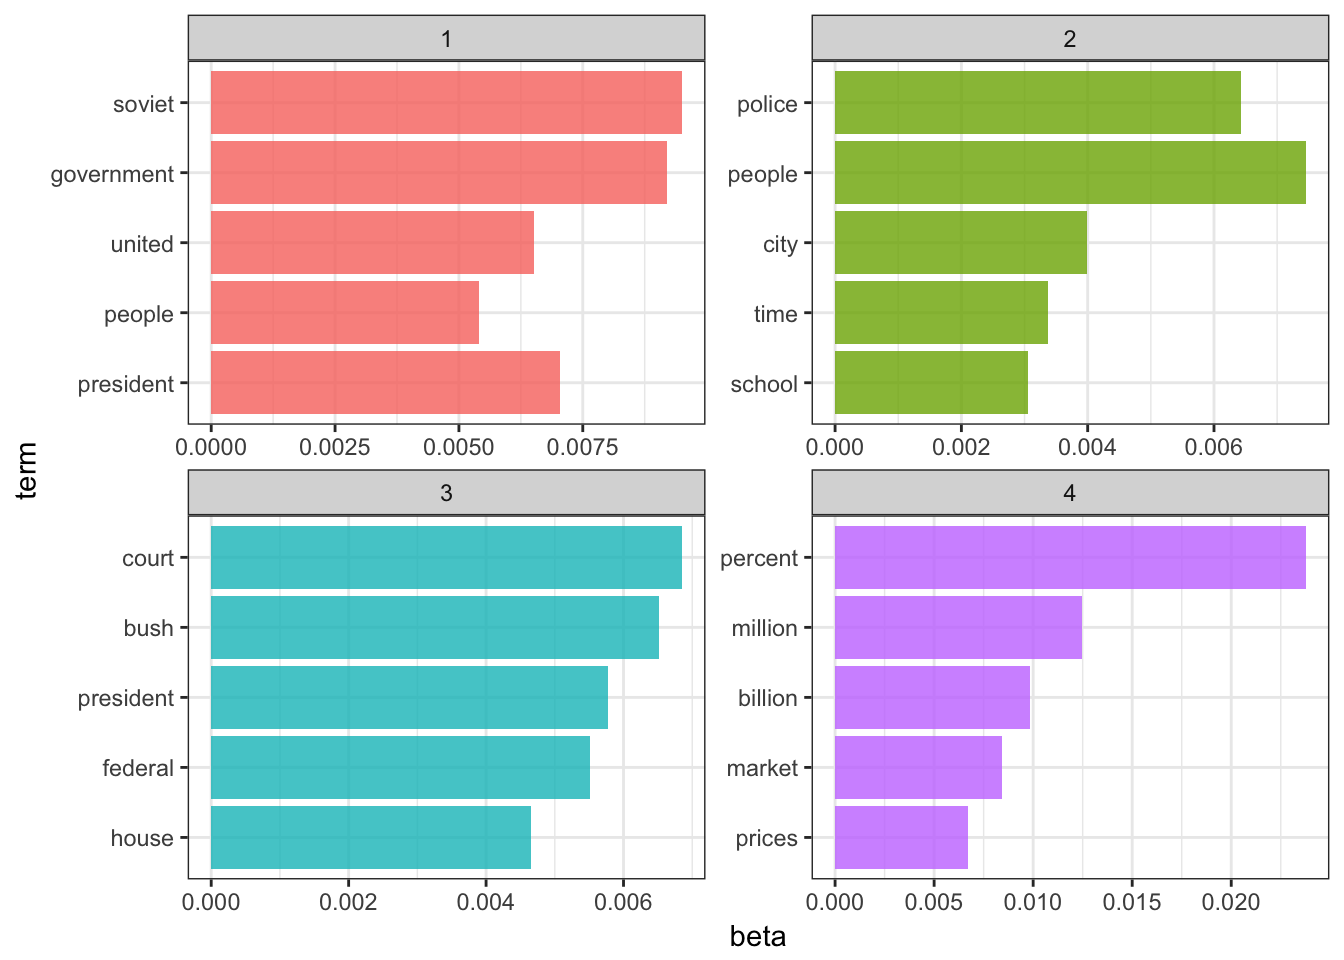 1
soviet
government
united
people
president
0.0000 0.0025 0.0050 0.0075
2
police
people
city
time
school
0.000 0.002 0.004 0.006
3
court
bush
president
federal
house
0.000 0.002 0.004 0.006
4
percent
million
billion
market
prices
0.000 0.005 0.010 0.015 0.020
term
beta